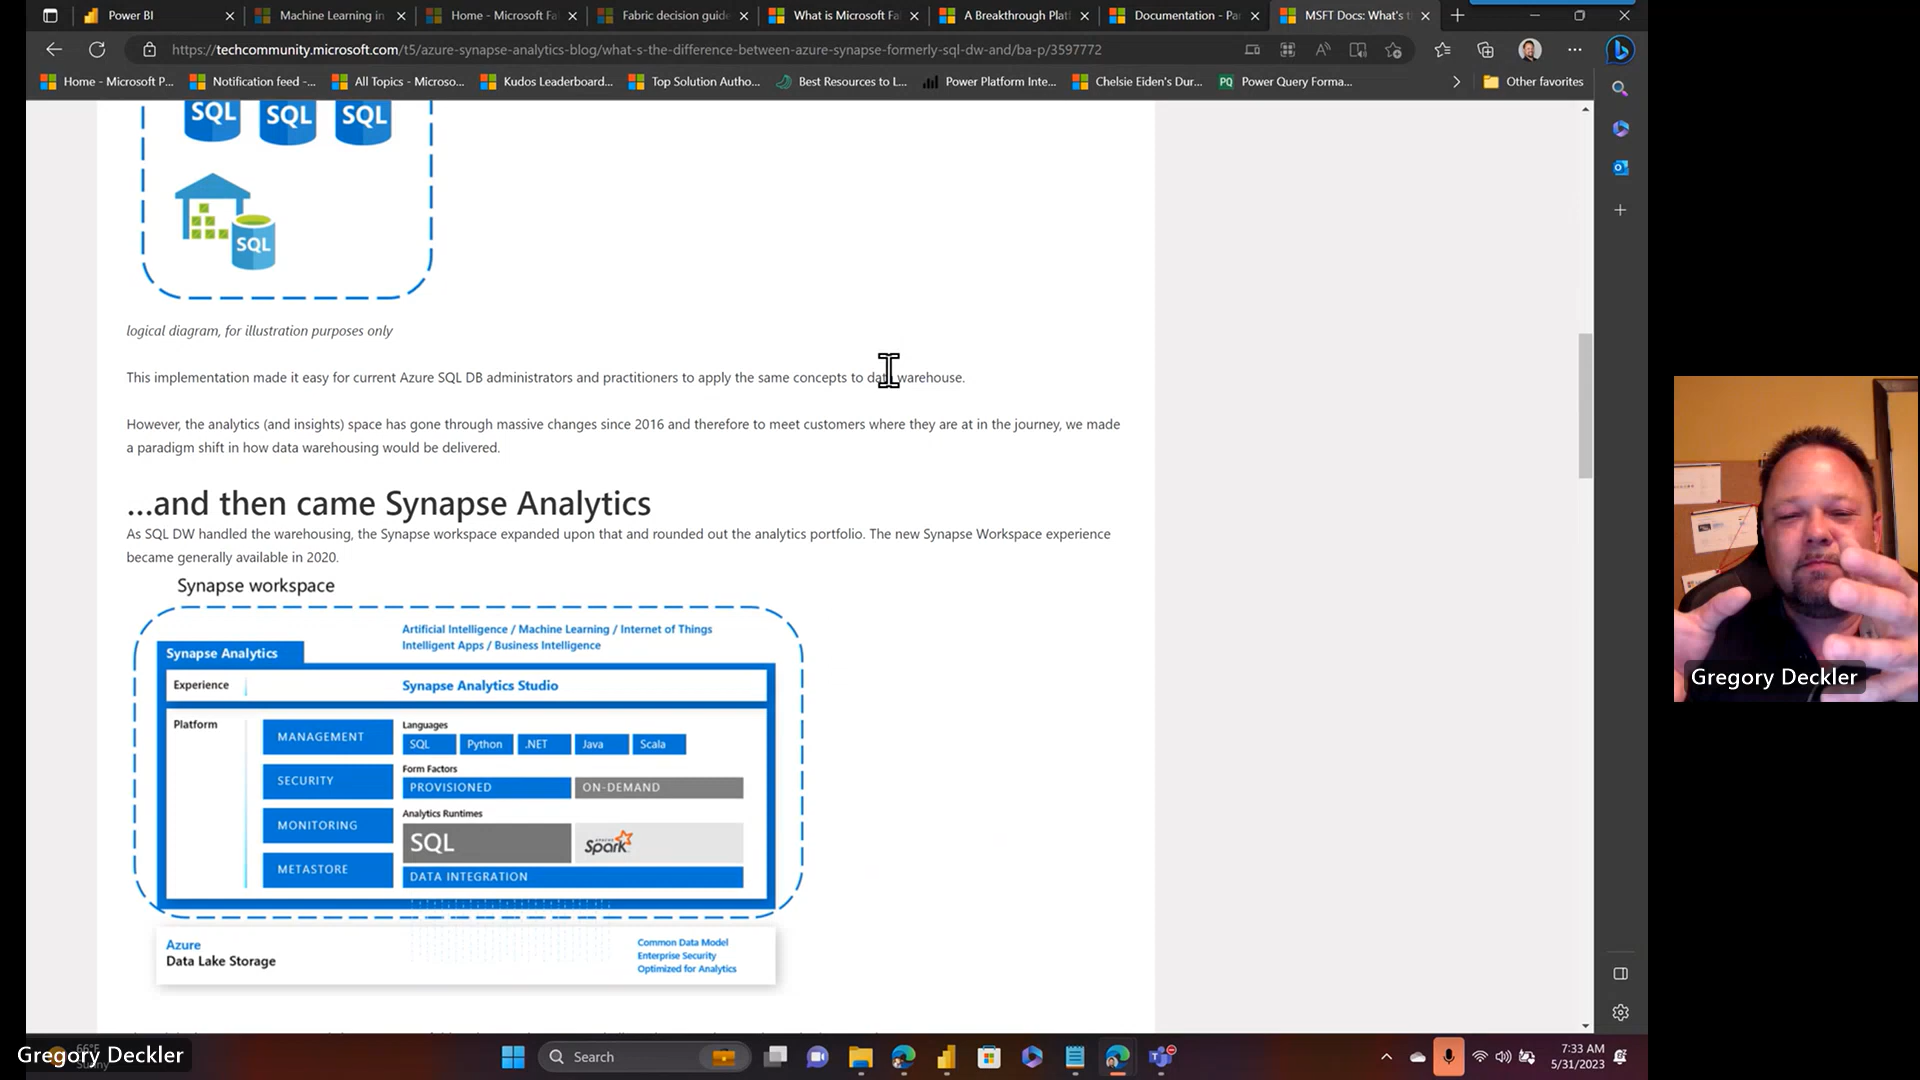 Power BI
Machine Learning in
Home - Microsoft Fa
Fabric decision guide
What is Microsoft Fa
A Breakthrough Plat
Documentation - Pa
MSFT Docs: What's t
https://techcommunity.microsoft.com/t5/azure-synapse-analytics-blog/what-s-the-difference-between-azure-synapse-formerly-sql-dw-and/ba-p/3597772
Home - Microsoft P...
Notification feed -...
All Topics - Microso...
Kudos Leaderboard...
Top Solution Autho...
Best Resources to L...
Power Platform Inte...
Chelsie Eiden's Dur...
PQ
Power Query Forma...
Other favorites
SQL SQL SQL
SQL
logical diagram, for illustration purposes only
This implementation made it easy for current Azure SQL DB administrators and practitioners to apply the same concepts to data warehouse.
However, the analytics (and insights) space has gone through massive changes since 2016 and therefore to meet customers where they are at in the journey, we made
a paradigm shift in how data warehousing would be delivered.
...and then came Synapse Analytics
As SQL DW handled the warehousing, the Synapse workspace expanded upon that and rounded out the analytics portfolio. The new Synapse Workspace experience
became generally available in 2020.
Synapse workspace
Artificial Intelligence / Machine Learning / Internet of Things
Intelligent Apps / Business Intelligence
Synapse Analytics
Experience
Synapse Analytics Studio
Platform
MANAGEMENT
SECURITY
MONITORING
METASTORE
Languages
SQL
Python
.NET
Java
Scala
Form Factors
PROVISIONED
ON-DEMAND
Analytics Runtimes
SQL
APACHE
Spark
DATA INTEGRATION
Azure
Data Lake Storage
Common Data Model
Enterprise Security
Optimized for Analytics
Gregory Deckler
66°F
Sunny
Gregory Deckler
Search
7:33 AM
5/31/2023